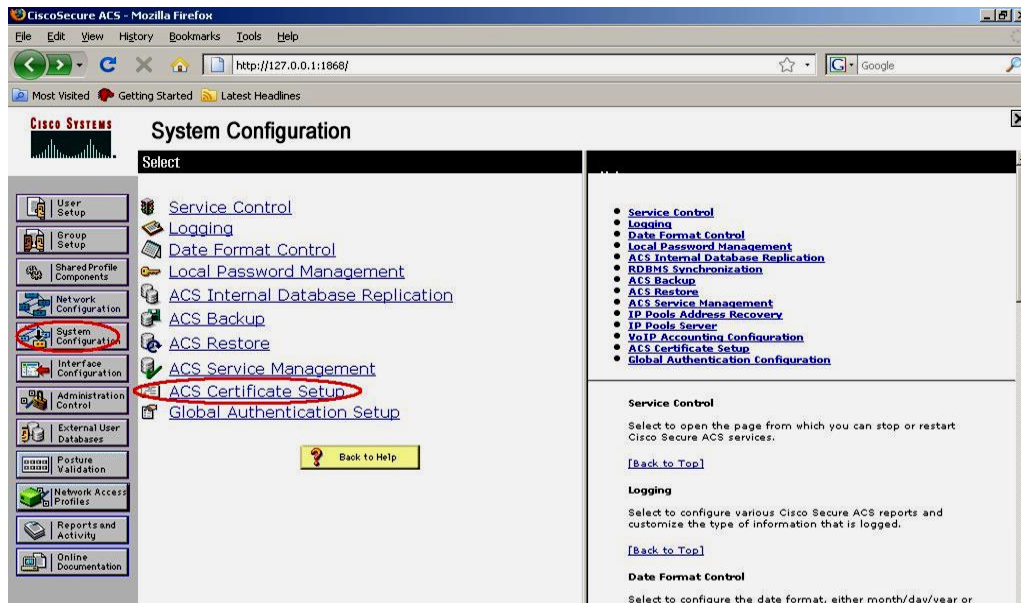 CiscoSecure ACS - Mozilla Firefox
File Edit View History Bookmarks Tools Help
http://127.0.0.1:1868/
G Google
Most Visited Getting Started Latest Headlines
CISCO SYSTEMS
System Configuration
Select
User Setup
Group Setup
Shared Profile Components
Network Configuration
System Configuration
Interface Configuration
Administration Control
External User Databases
Posture Validation
Network Access Profiles
Reports and Activity
Online Documentation
Service Control
Logging
Date Format Control
Local Password Management
ACS Internal Database Replication
ACS Backup
ACS Restore
ACS Service Management
ACS Certificate Setup
Global Authentication Setup
? Back to Help
Service Control
Logging
Date Format Control
Local Password Management
ACS Internal Database Replication
RDBMS Synchronization
ACS Backup
ACS Restore
ACS Service Management
IP Pools Address Recovery
IP Pools Server
VoIP Accounting Configuration
ACS Certificate Setup
Global Authentication Configuration
Service Control
Select to open the page from which you can stop or restart
Cisco Secure ACS services.
[Back to Top]
Logging
Select to configure various Cisco Secure ACS reports and
customize the type of information that is logged.
[Back to Top]
Date Format Control
Select to configure the date format, either month/day/year or